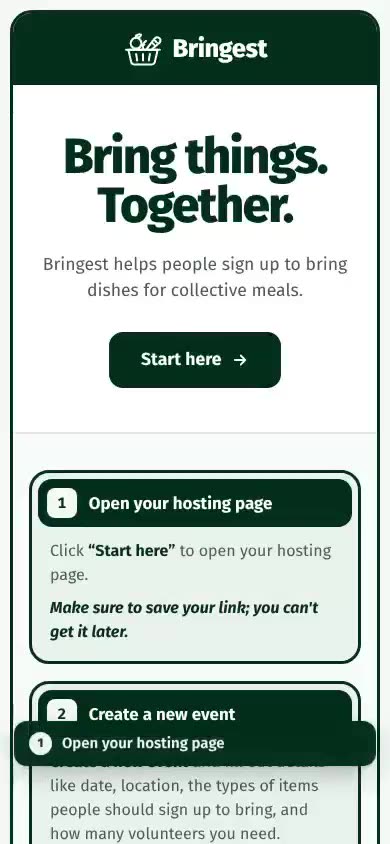 Bringest
Bring things.
Together.
Bringest helps people sign up to bring
dishes for collective meals.
Start here →
1 Open your hosting page
Click “Start here” to open your hosting
page.
Make sure to save your link; you can't
get it later.
2 Create a new event
1 Open your hosting page
like date, location, the types of items
people should sign up to bring, and
how many volunteers you need.